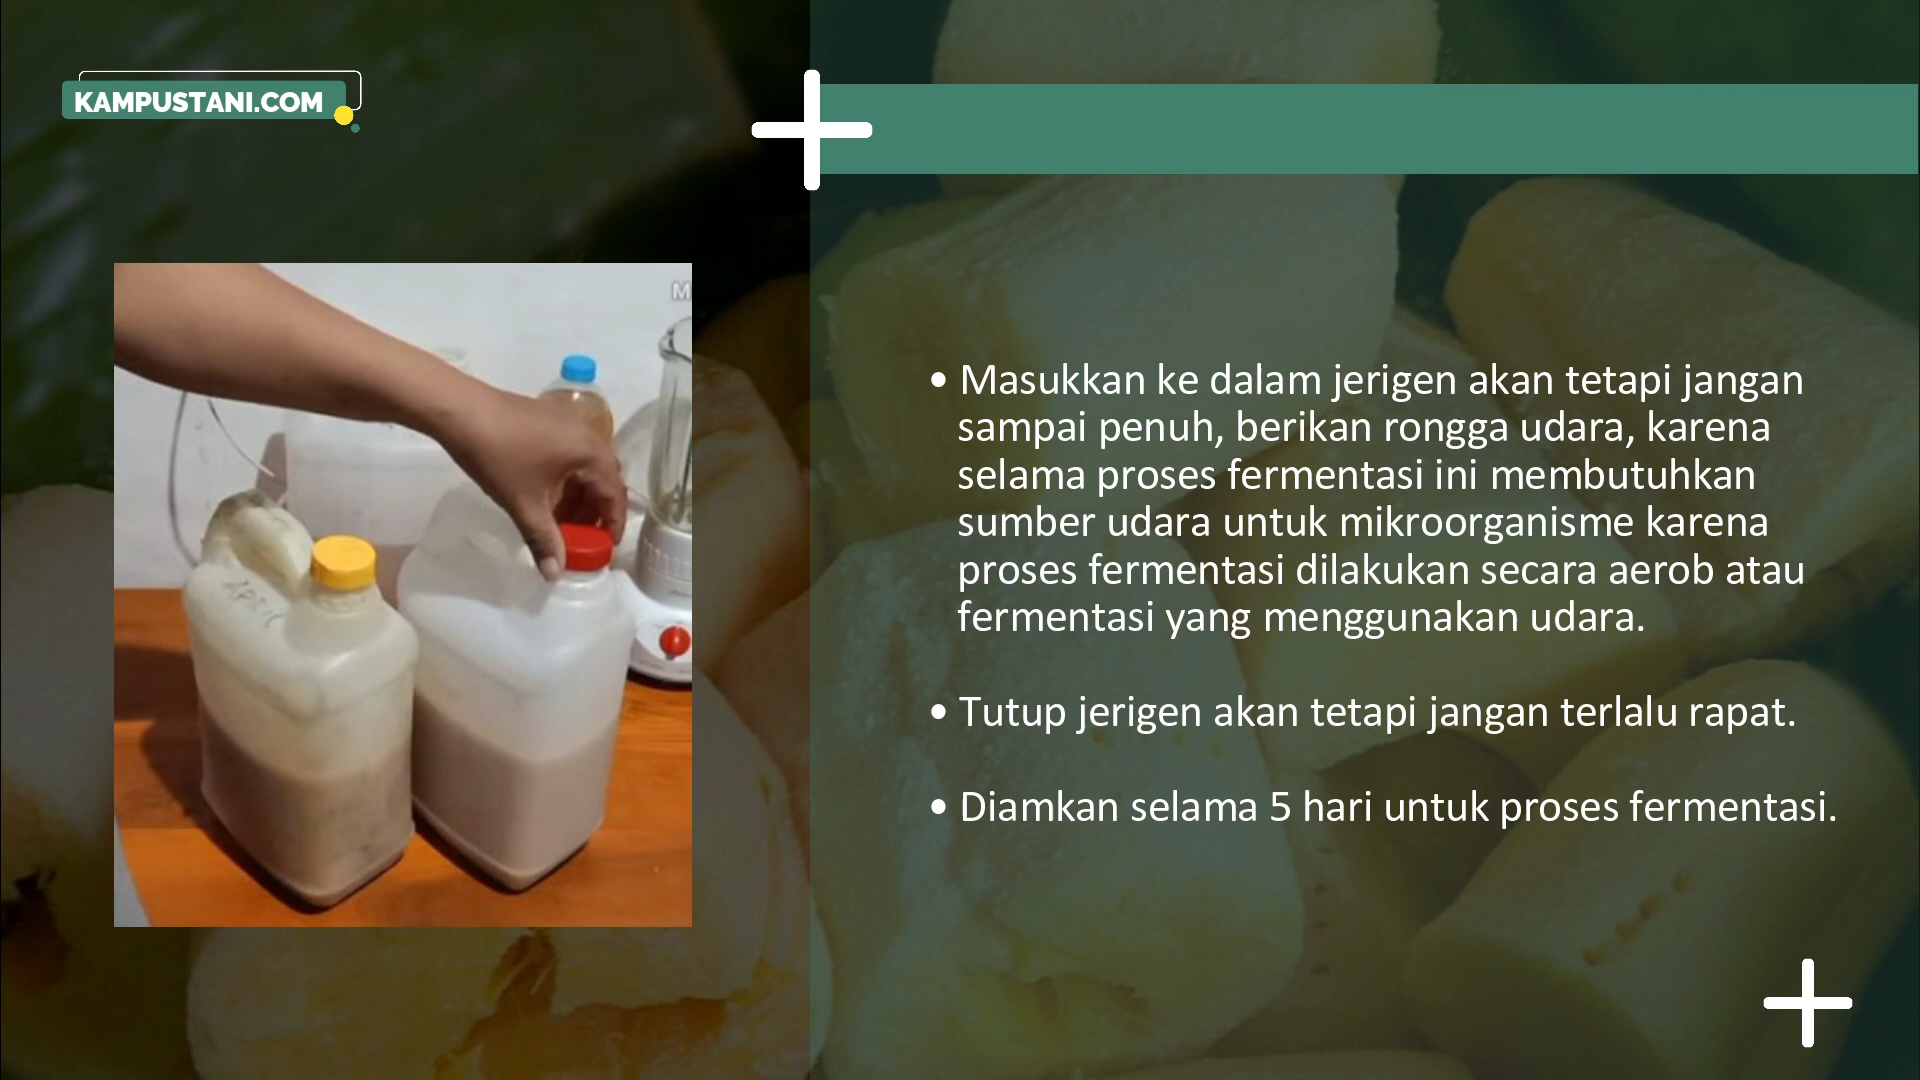 KAMPUSTANI.COM
M
APRIL
• Masukkan ke dalam jerigen akan tetapi jangan
sampai penuh, berikan rongga udara, karena
selama proses fermentasi ini membutuhkan
sumber udara untuk mikroorganisme karena
proses fermentasi dilakukan secara aerob atau
fermentasi yang menggunakan udara.
• Tutup jerigen akan tetapi jangan terlalu rapat.
• Diamkan selama 5 hari untuk proses fermentasi.